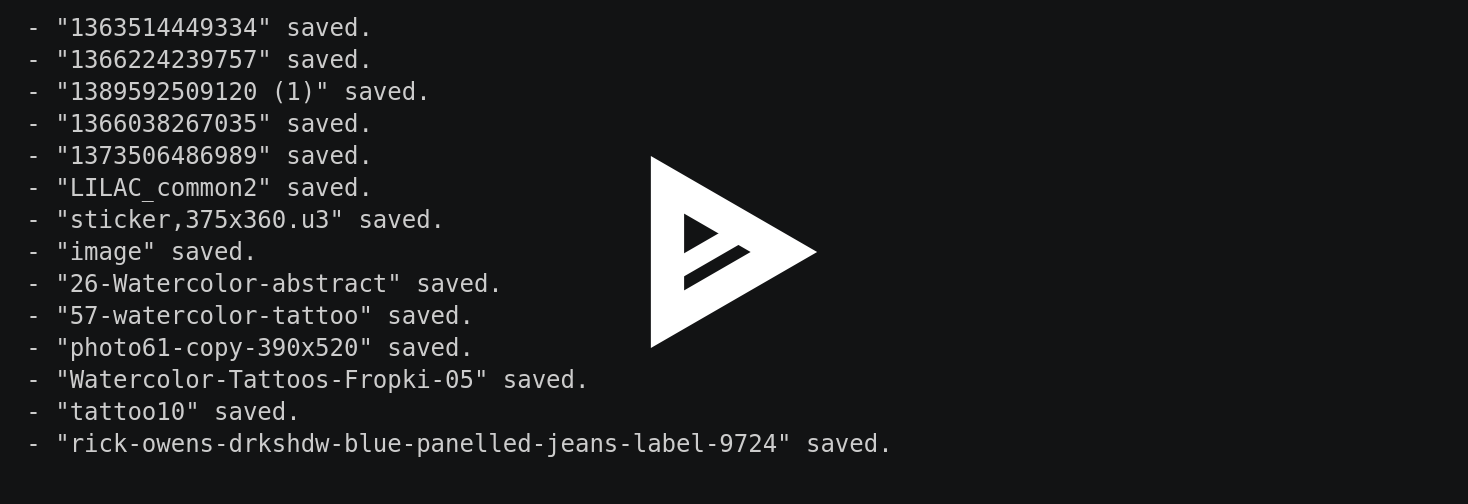 - "1363514449334" saved.
- "1366224239757" saved.
- "1389592509120 (1)" saved.
- "1366038267035" saved.
- "1373506486989" saved.
- "LILAC_common2" saved.
- "sticker,375x360.u3" saved.
- "image" saved.
- "26-Watercolor-abstract" saved.
- "57-watercolor-tattoo" saved.
- "photo61-copy-390x520" saved.
- "Watercolor-Tattoos-Fropki-05" saved.
- "tattoo10" saved.
- "rick-owens-drkshdw-blue-panelled-jeans-label-9724" saved.